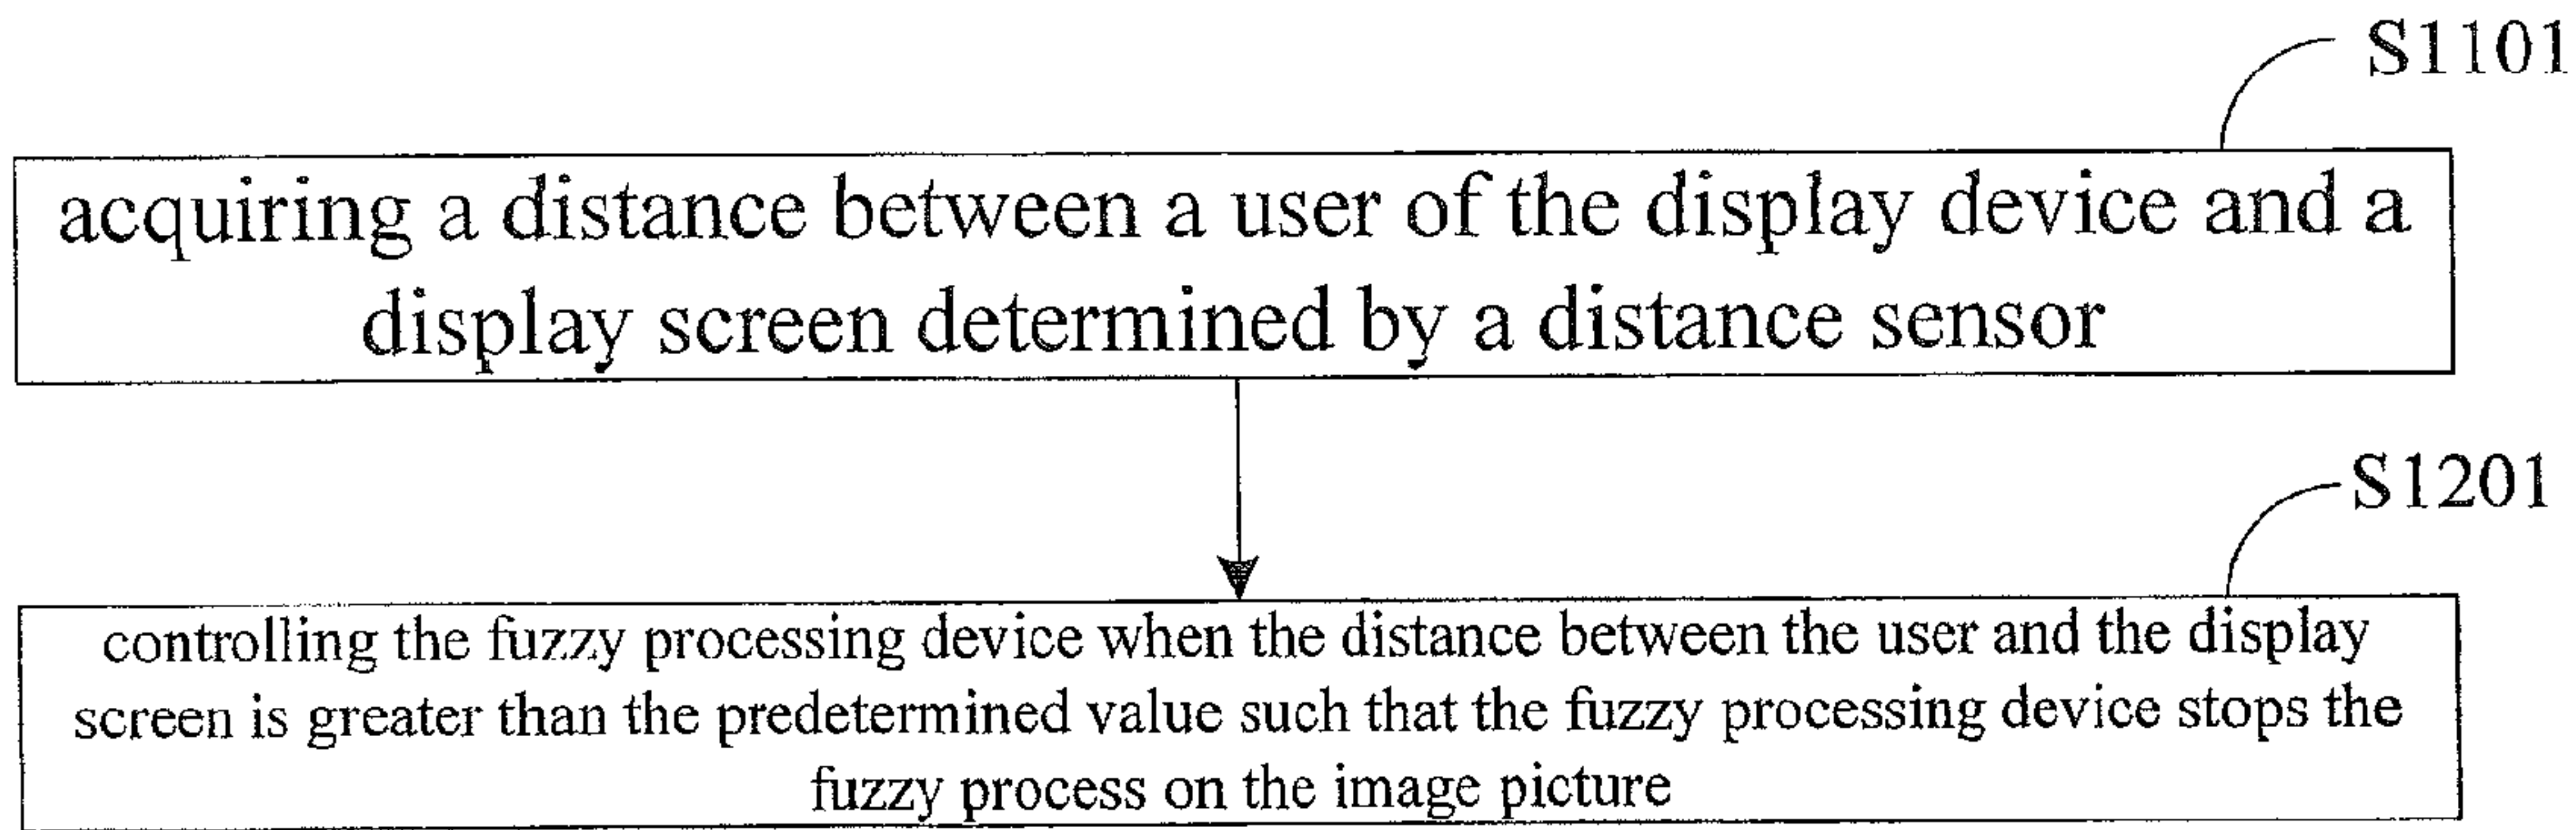 S1101
acquiring a distance between a user of the display device and a
display screen determined by a distance sensor
S1201
controlling the fuzzy processing device when the distance between the user and the display
screen is greater than the predetermined value such that the fuzzy processing device stops the
fuzzy process on the image picture